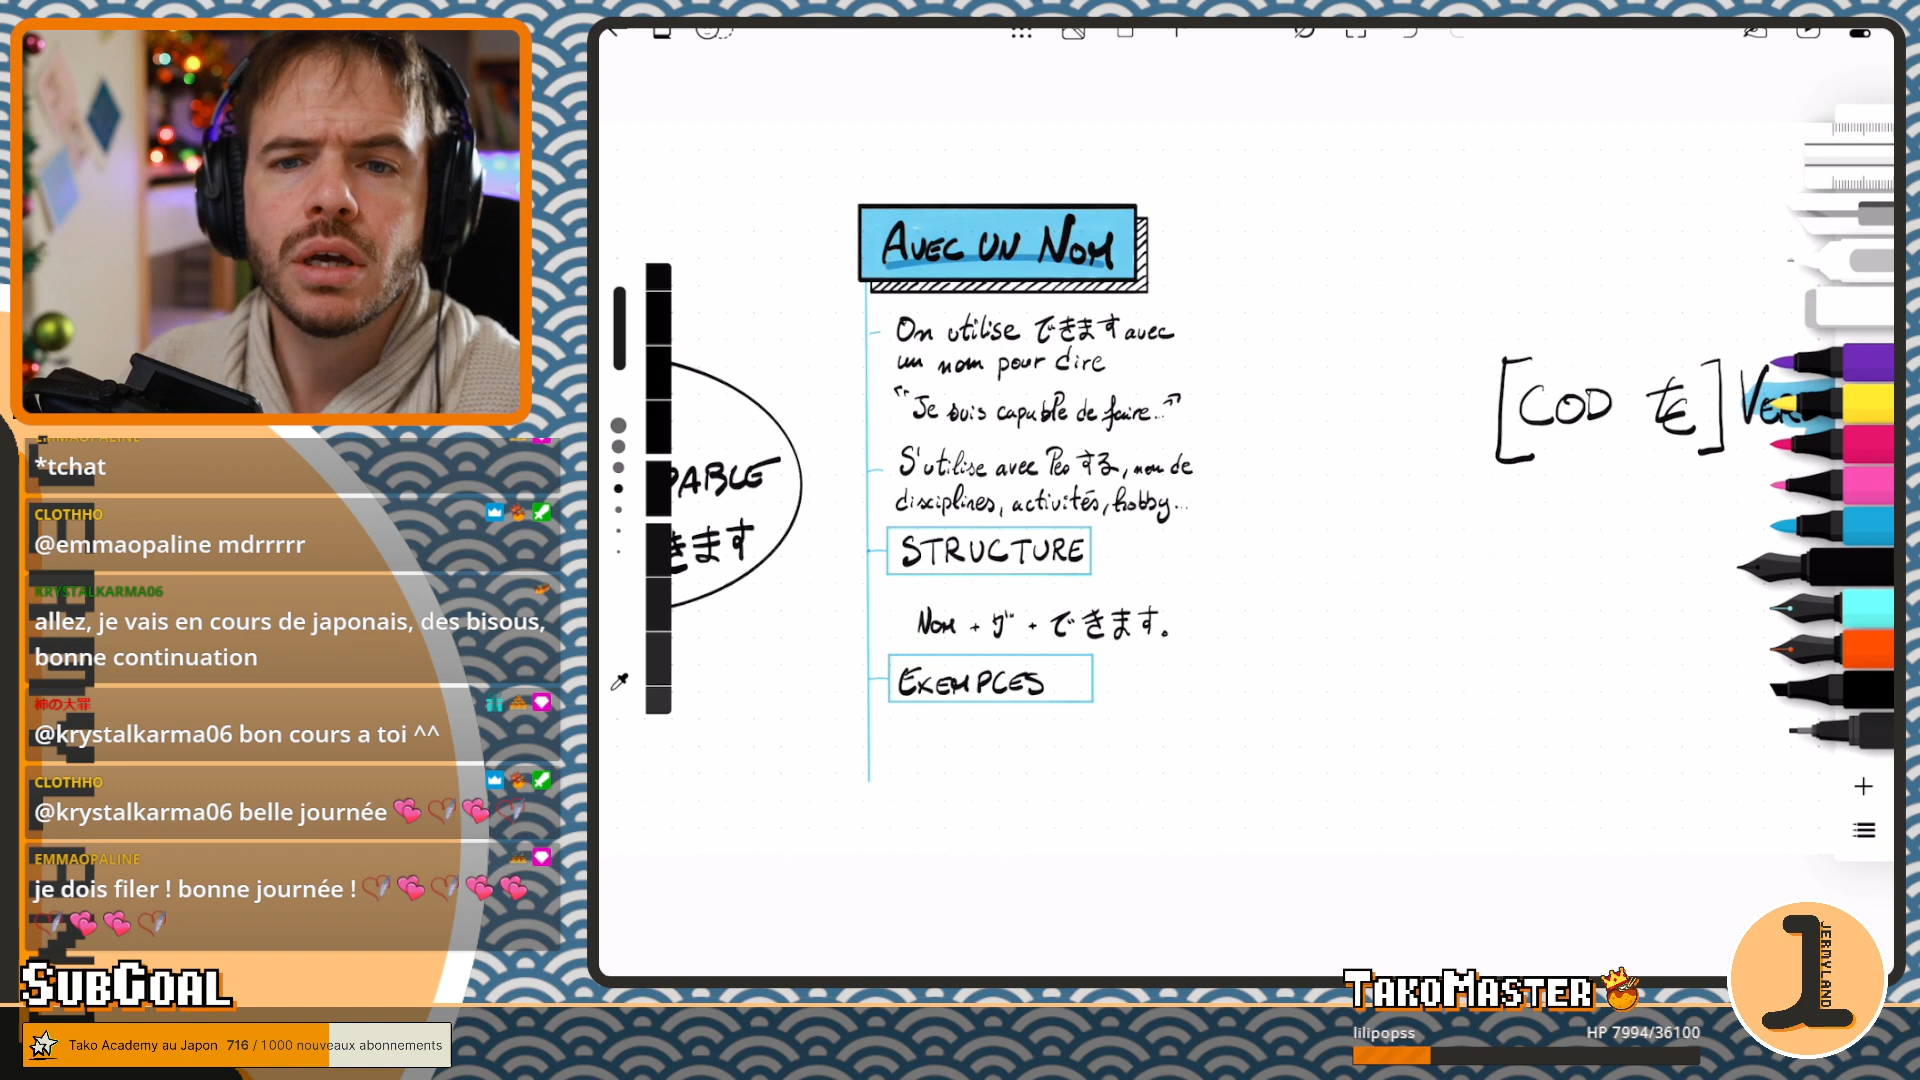 *tchat
CLOTHHO
@emmaopaline mdrrrrr
KRYSTALKARMA06
allez, je vais en cours de japonais, des bisous,
bonne continuation
柿の大罪
@krystalkarma06 bon cours a toi ^^
CLOTHHO
@krystalkarma06 belle journée
EMMAOPALINE
je dois filer ! bonne journée !
SUBGOAL
Tako Academy au Japon 716 / 1000 nouveaux abonnements
PABLE
きます
AVEC UN NOM
On utilise できます avec
un nom pour dire
"Je suis capable de faire..."
S'utilise avec する, nom de
disciplines, activités, hobby...
STRUCTURE
Nom + が + できます。
EXEMPLES
[COD を]
TAKOMASTER
lilipopss HP 7994/36100
JERMYLAND